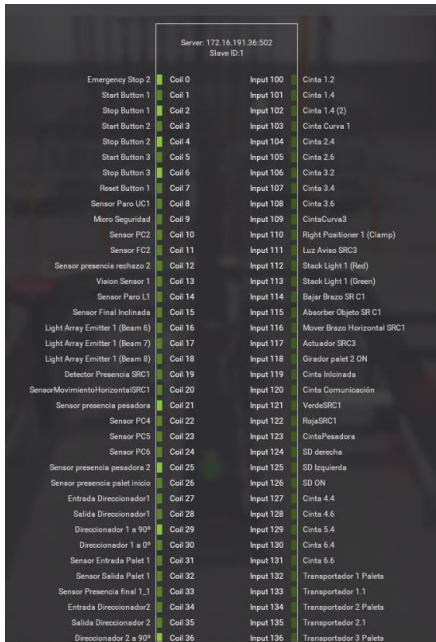 Server: 172.16.191.36:502
Slave ID:1
Emergency Stop 2 Coil 0 Input 100 Cinta 1.2
Start Button 1 Coil 1 Input 101 Cinta 1.4
Stop Button 1 Coil 2 Input 102 Cinta 1.4 (2)
Start Button 2 Coil 3 Input 103 Cinta Curva 1
Stop Button 2 Coil 4 Input 104 Cinta 2.4
Start Button 3 Coil 5 Input 105 Cinta 2.6
Stop Button 3 Coil 6 Input 106 Cinta 3.2
Reset Button 1 Coil 7 Input 107 Cinta 3.4
Sensor Paro UC1 Coil 8 Input 108 Cinta 3.6
Micro Seguridad Coil 9 Input 109 CintaCurva3
Sensor PC2 Coil 10 Input 110 Right Positioner 1 (Clamp)
Sensor FC2 Coil 11 Input 111 Luz Aviso SRC3
Sensor presencia rechazo 2 Coil 12 Input 112 Stack Light 1 (Red)
Vision Sensor 1 Coil 13 Input 113 Stack Light 1 (Green)
Sensor Paro L1 Coil 14 Input 114 Bajar Brazo SR C1
Sensor Final Inclinada Coil 15 Input 115 Absorber Objeto SR C1
Light Array Emitter 1 (Beam 6) Coil 16 Input 116 Mover Brazo Horizontal SRC1
Light Array Emitter 1 (Beam 7) Coil 17 Input 117 Actuador SRC3
Light Array Emitter 1 (Beam 8) Coil 18 Input 118 Girador palet 2 ON
Detector Presencia SRC1 Coil 19 Input 119 Cinta Inlcinada
SensorMovimientoHorizontalSRC1 Coil 20 Input 120 Cinta Comunicación
Sensor presencia pesadora Coil 21 Input 121 VerdeSRC1
Sensor PC4 Coil 22 Input 122 RojaSRC1
Sensor PC5 Coil 23 Input 123 CintaPesadora
Sensor PC6 Coil 24 Input 124 SD derecha
Sensor presencia pesadora 2 Coil 25 Input 125 SD Izquierda
Sensor presencia palet inicio Coil 26 Input 126 SD ON
Entrada Direccionador1 Coil 27 Input 127 Cinta 4.4
Salida Direccionador1 Coil 28 Input 128 Cinta 4.6
Direccionador 1 a 90º Coil 29 Input 129 Cinta 5.4
Direccionador 1 a 0º Coil 30 Input 130 Cinta 6.4
Sensor Entrada Palet 1 Coil 31 Input 131 Cinta 6.6
Sensor Salida Palet 1 Coil 32 Input 132 Transportador 1 Palets
Sensor Presencia final 1_1 Coil 33 Input 133 Transportador 1.1
Entrada Direccionador2 Coil 34 Input 134 Transportador 2 Palets
Salida Direccionador 2 Coil 35 Input 135 Transportador 2.1
Direccionador 2 a 90º Coil 36 Input 136 Transportador 3 Palets